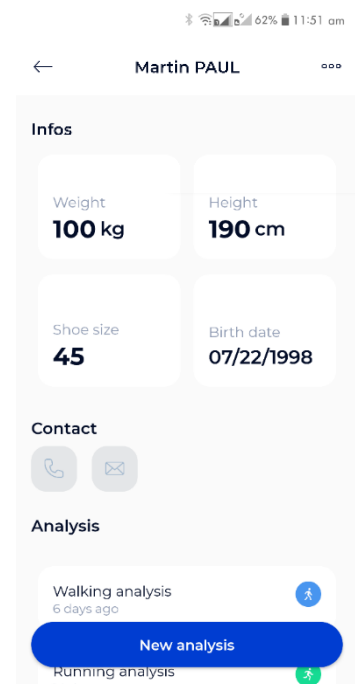 62% 11:51 am
Martin PAUL
Infos
Weight
100 kg
Height
190 cm
Shoe size
45
Birth date
07/22/1998
Contact
Analysis
Walking analysis
6 days ago
New analysis
Running analysis